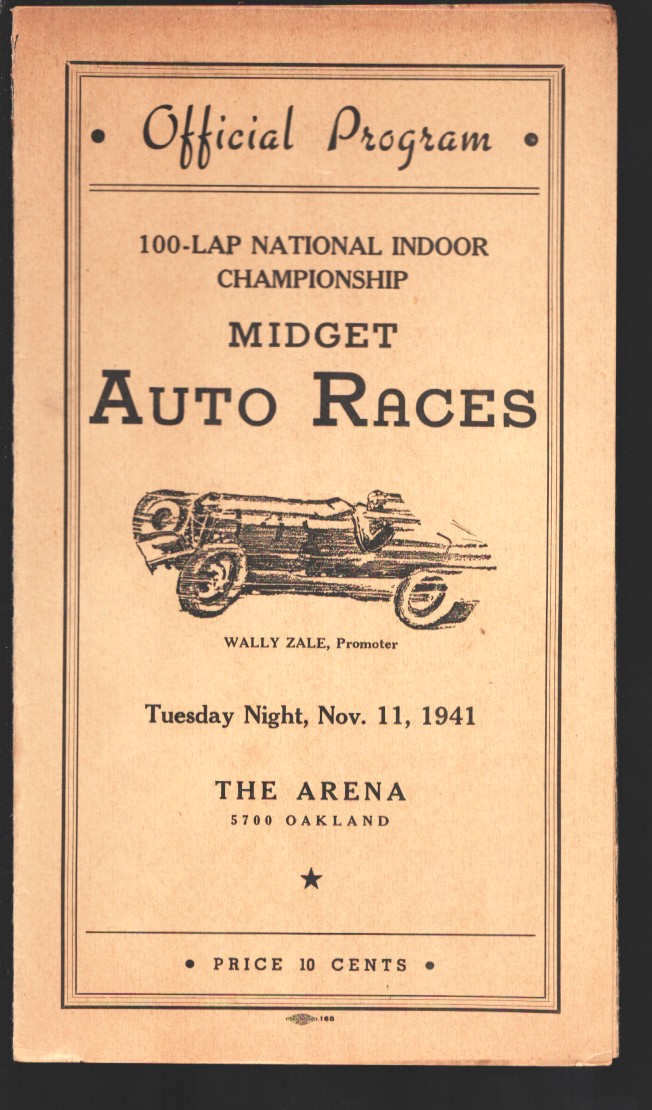 • Official Program •
100-LAP NATIONAL INDOOR
CHAMPIONSHIP
MIDGET
AUTO RACES
WALLY ZALE, Promoter
Tuesday Night, Nov. 11, 1941
THE ARENA
5700 OAKLAND
★
• PRICE 10 CENTS •
168